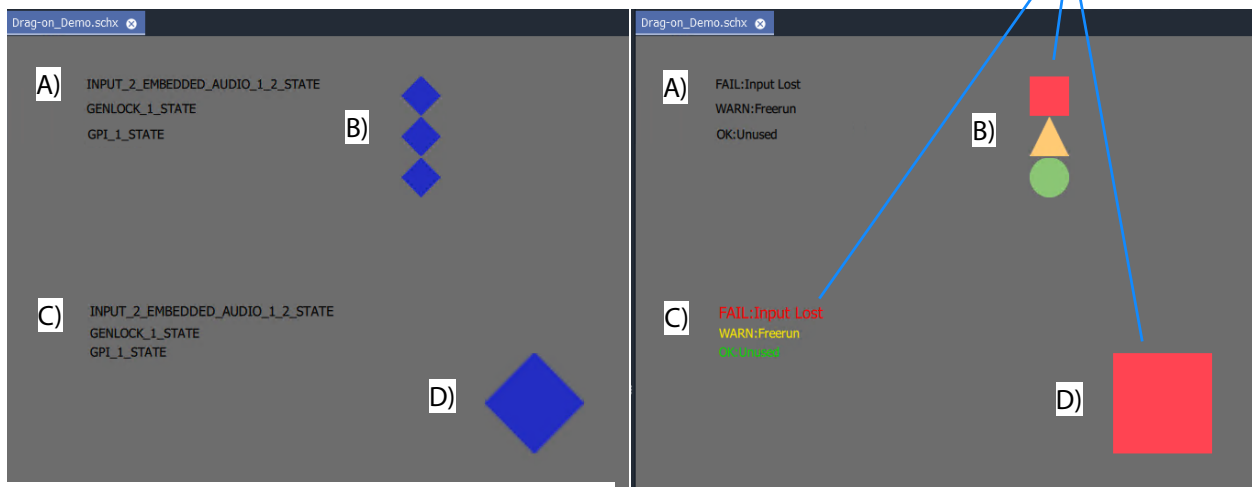 Drag-on_Demo.schx
A)
INPUT_2_EMBEDDED_AUDIO_1_2_STATE
GENLOCK_1_STATE
GPI_1_STATE
B)
C)
INPUT_2_EMBEDDED_AUDIO_1_2_STATE
GENLOCK_1_STATE
GPI_1_STATE
D)
Drag-on_Demo.schx
A)
FAIL:Input Lost
WARN:Freerun
OK:Unused
B)
C)
FAIL:Input Lost
WARN:Freerun
OK:Unused
D)